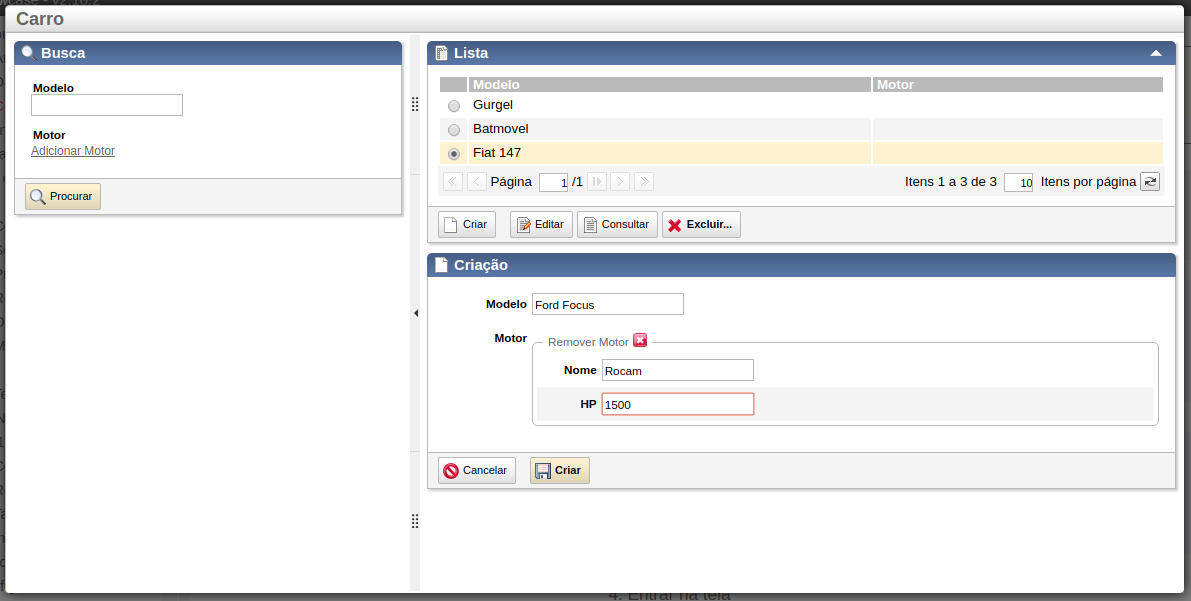 Carro
Busca
Modelo
Motor
Adicionar Motor
Procurar
Lista
Modelo Motor
Gurgel
Batmovel
Fiat 147
Página 1 /1 Itens 1 a 3 de 3 10 Itens por página
Criar Editar Consultar Excluir...
Criação
Modelo Ford Focus
Motor Remover Motor
Nome Rocam
HP 1500
Cancelar Criar
4. Entrar na tela